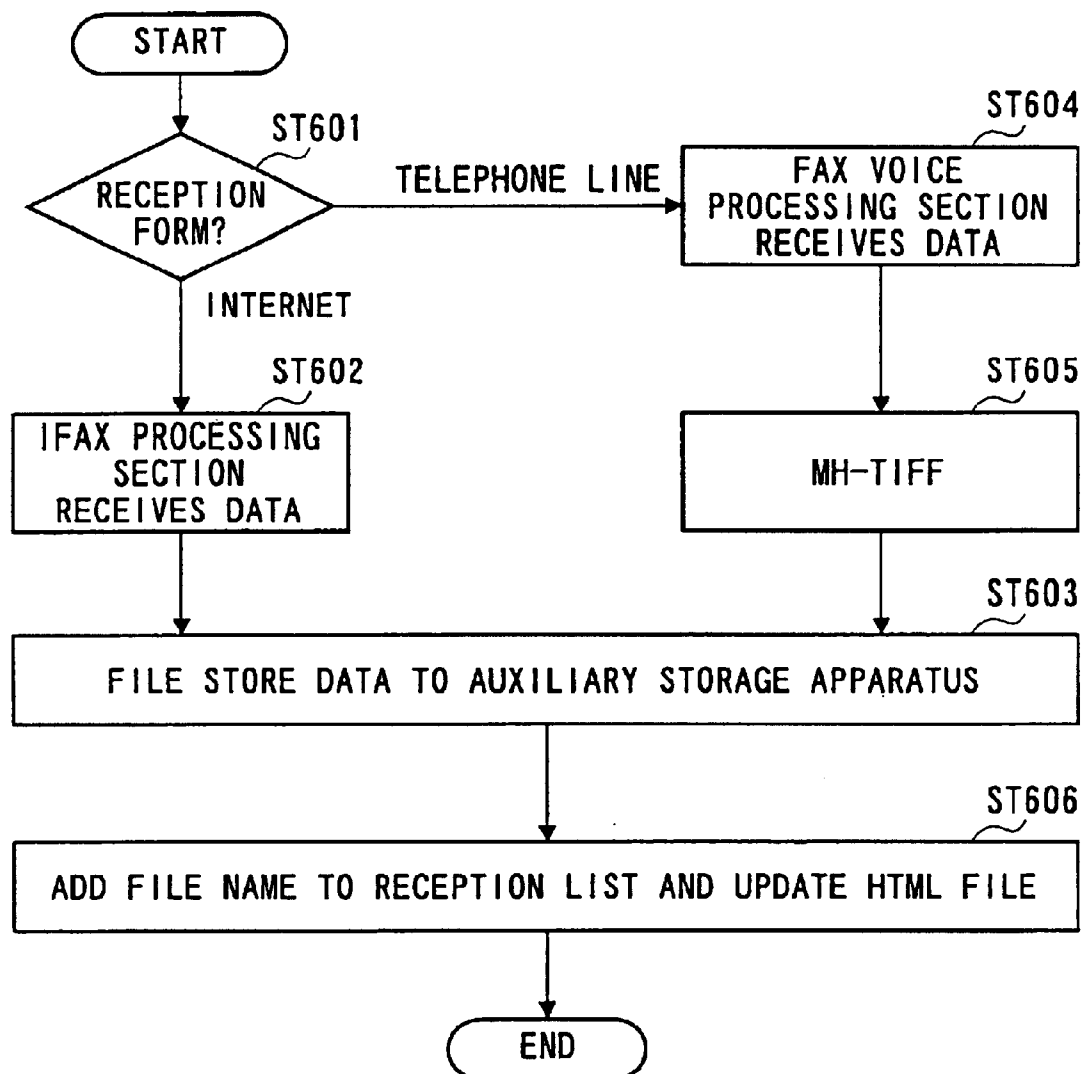 START
ST601
RECEPTION
FORM?
TELEPHONE LINE
ST604
FAX VOICE
PROCESSING SECTION
RECEIVES DATA
INTERNET
ST602
IFAX PROCESSING
SECTION
RECEIVES DATA
ST605
MH-TIFF
ST603
FILE STORE DATA TO AUXILIARY STORAGE APPARATUS
ST606
ADD FILE NAME TO RECEPTION LIST AND UPDATE HTML FILE
END